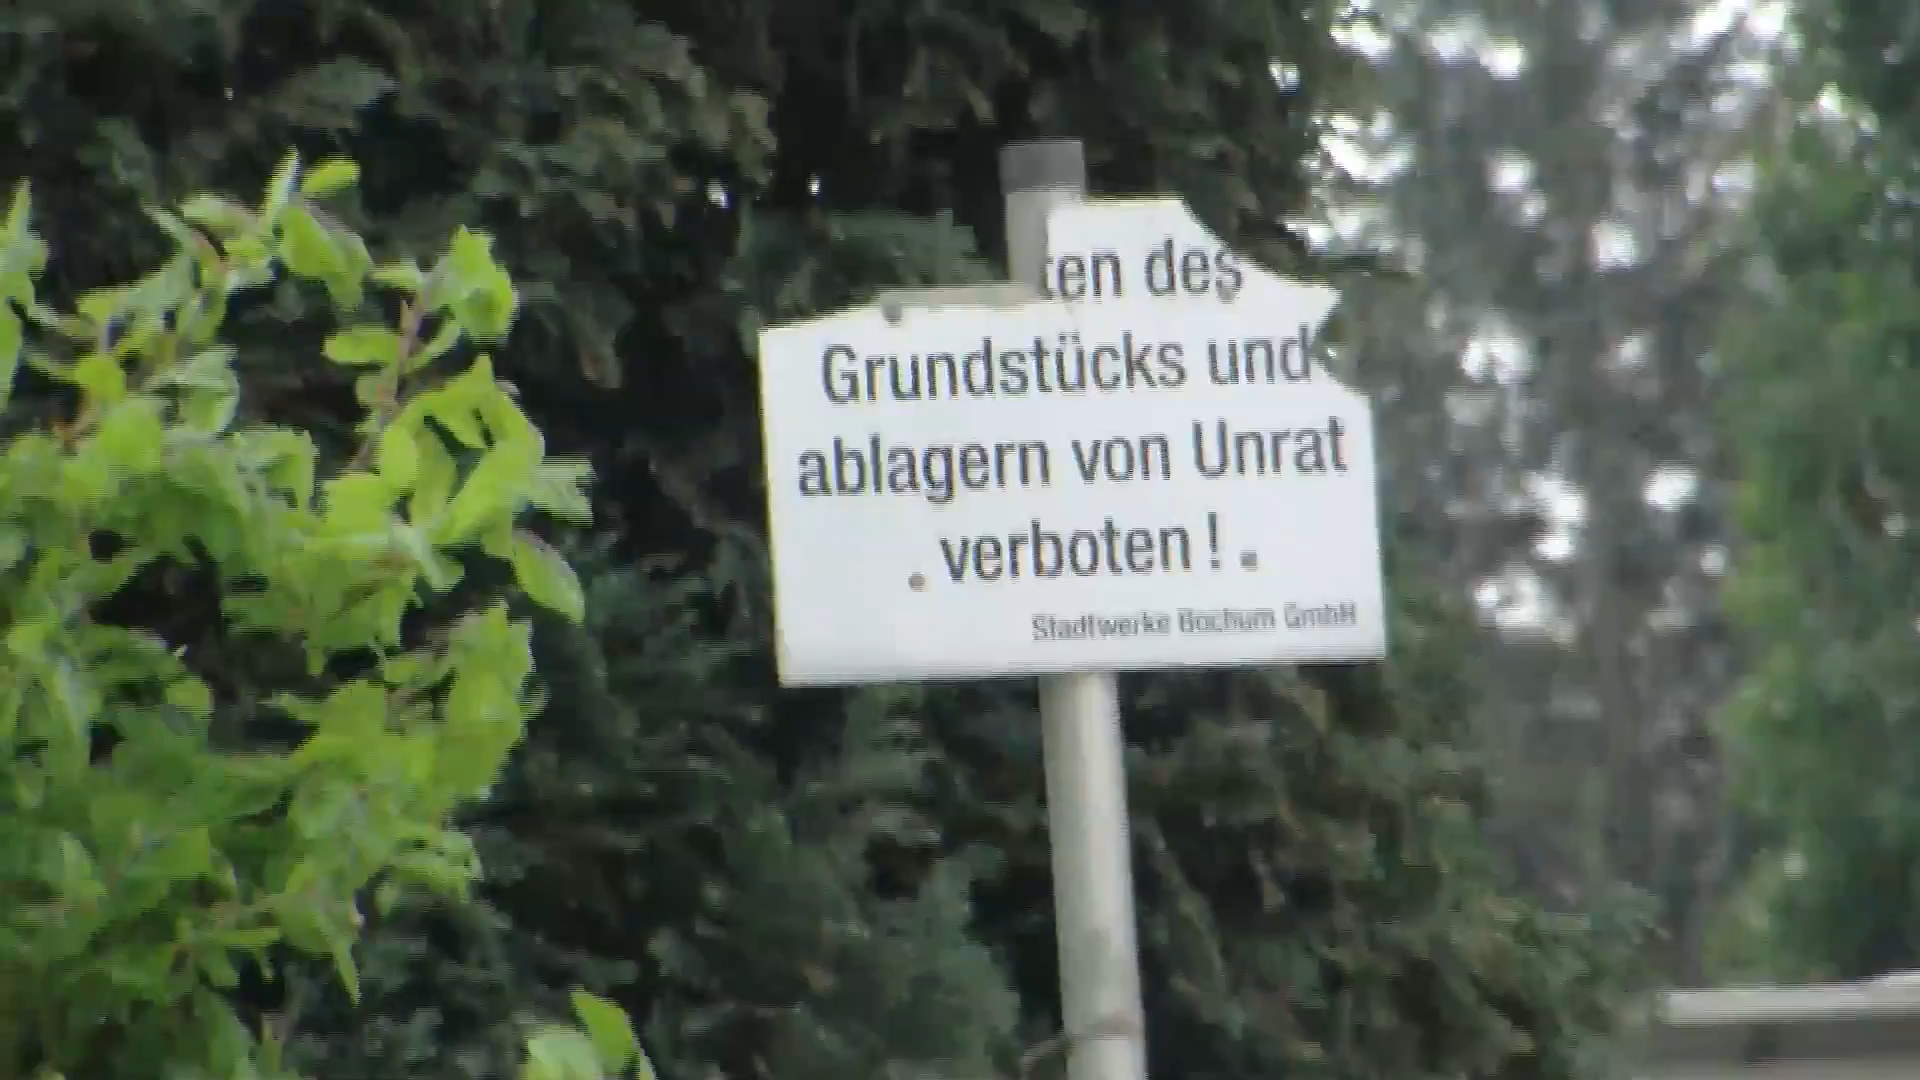 ten des
Grundstücks und
ablagern von Unrat
verboten !
Stadtwerke Bochum GmbH